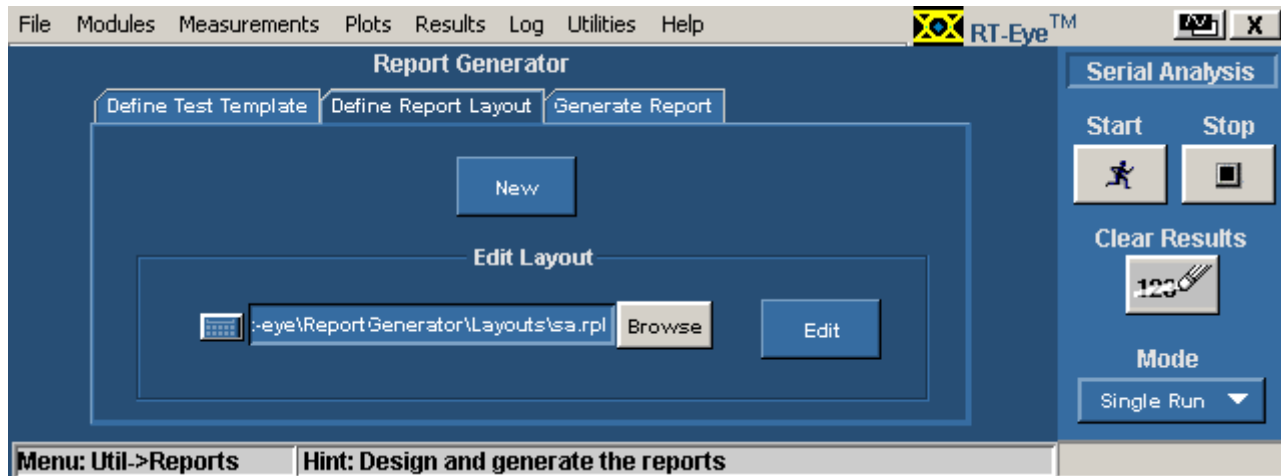 File Modules Measurements Plots Results Log Utilities Help RT-Eye™ X
Report Generator
Define Test Template Define Report Layout Generate Report
New
Edit Layout
:-eye\ReportGenerator\Layouts\sa.rpl Browse Edit
Serial Analysis
Start Stop
Clear Results
123
Mode
Single Run
Menu: Util->Reports Hint: Design and generate the reports